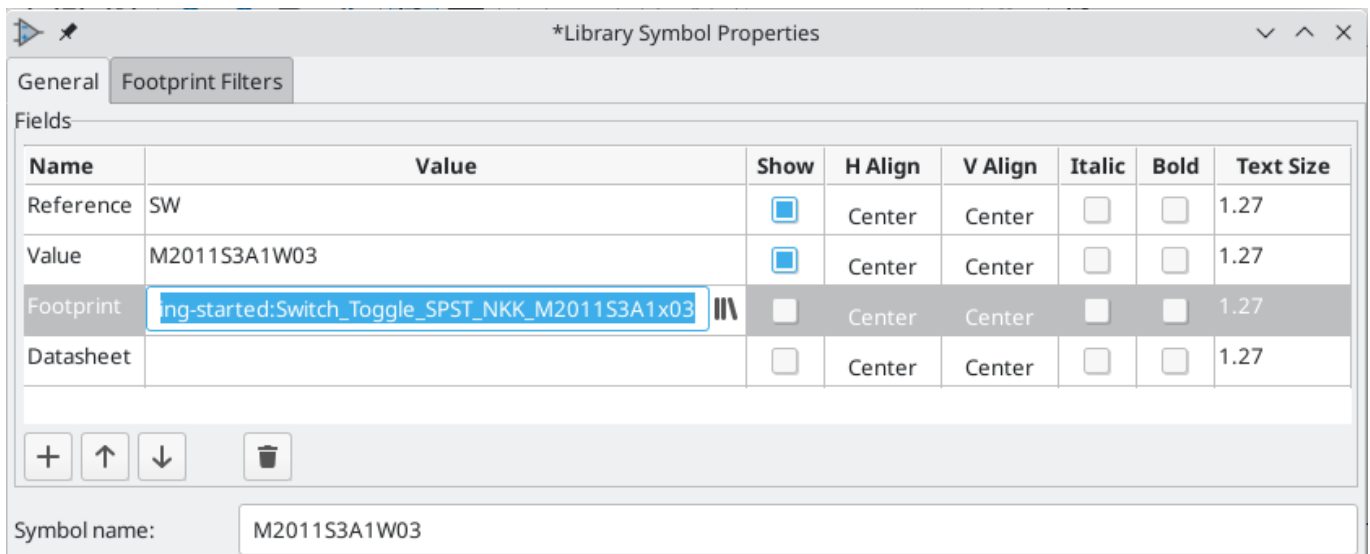 *Library Symbol Properties
General Footprint Filters
Fields
Name Value Show H Align V Align Italic Bold Text Size
Reference SW Center Center 1.27
Value M2011S3A1W03 Center Center 1.27
Footprint ing-started:Switch_Toggle_SPST_NKK_M2011S3A1x03 Center Center 1.27
Datasheet Center Center 1.27
Symbol name: M2011S3A1W03